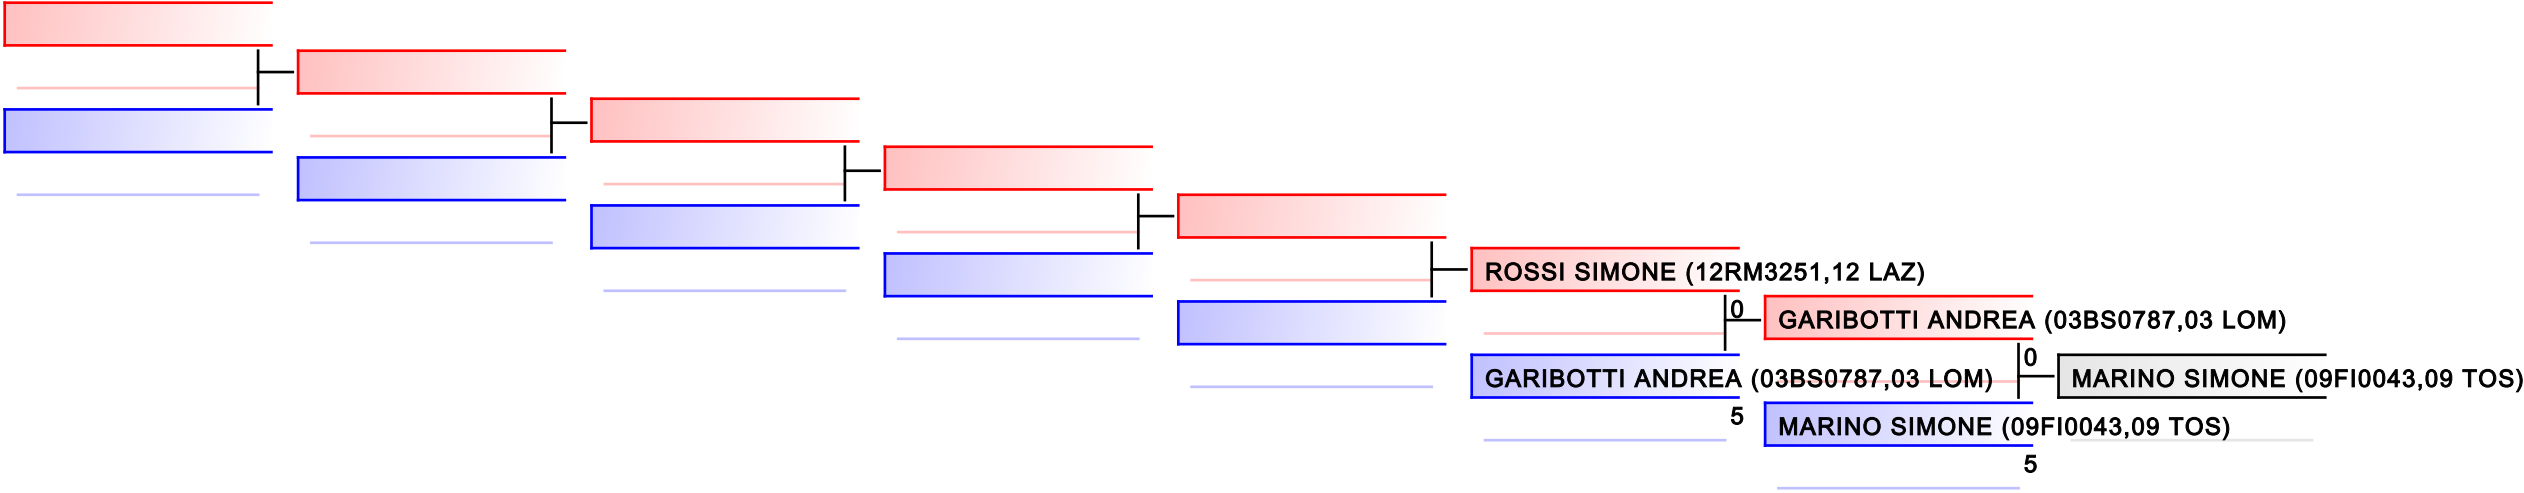 ROSSI SIMONE (12RM3251,12 LAZ)
0
GARIBOTTI ANDREA (03BS0787,03 LOM)
0
GARIBOTTI ANDREA (03BS0787,03 LOM)
MARINO SIMONE (09FI0043,09 TOS)
5
MARINO SIMONE (09FI0043,09 TOS)
5